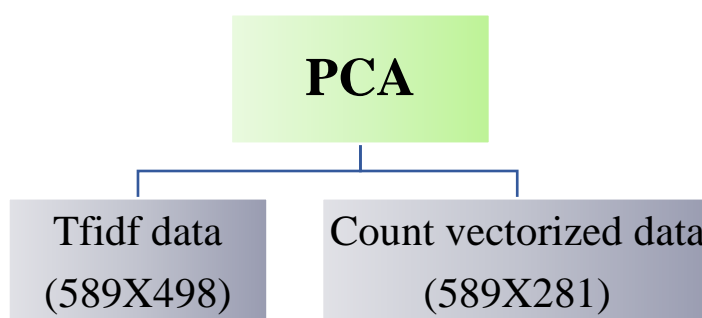 PCA
Tfidf data
(589X498)
Count vectorized data
(589X281)